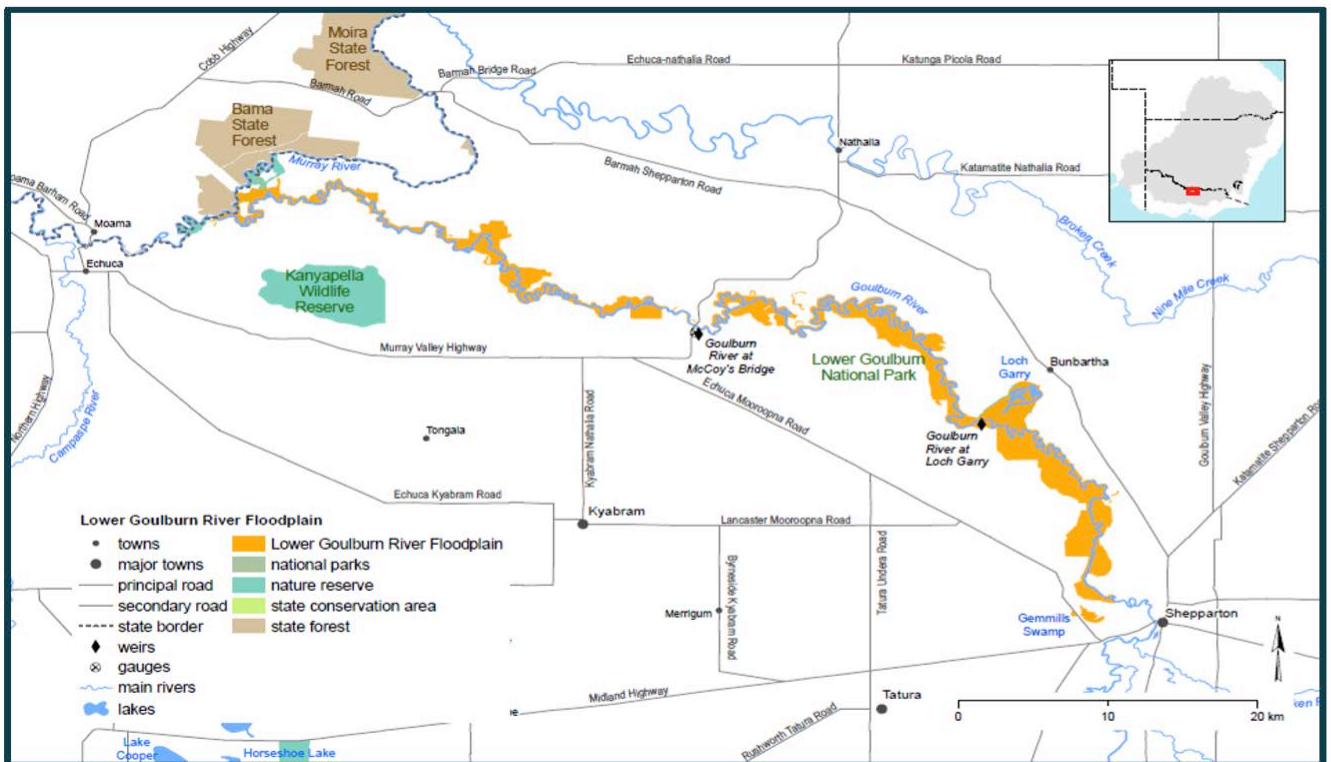 Moira
State
Forest
Cobb Highway
Barmah Bridge Road
Echuca-nathalia Road
Katunga Picola Road
Barmah Road
Bama
State
Forest
Murray River
Nathalia
Katamatite Nathalia Road
Barmah Shepparton Road
Barham Road
Moama
Echuca
Broken Creek
Nine Mile Creek
Kanyapella
Wildlife
Reserve
Goulburn River
Murray Valley Highway
Goulburn
River at
McCoy's Bridge
Lower Goulburn
National Park
Loch
Garry
Bunbartha
Northern Highway
Campaspe River
Echuca Mooroopna Road
Goulburn Valley Highway
Kyabram Nathalia Road
Tongala
Goulburn
River at
Loch Garry
Katamatite Shepparton
Echuca Kyabram Road
Kyabram
Lancaster Mooroopna Road
Byrneside Kyabram Road
Tatura Undera Road
Merrigum
Gemmills
Swamp
Shepparton
Midland Highway
Tatura
Rushworth Tatura Road
Lower Goulburn River Floodplain
towns
major towns
principal road
secondary road
state border
weirs
gauges
main rivers
lakes
Lower Goulburn River Floodplain
national parks
nature reserve
state conservation area
state forest
N
0 10 20 km
Lake
Cooper
Horseshoe Lake